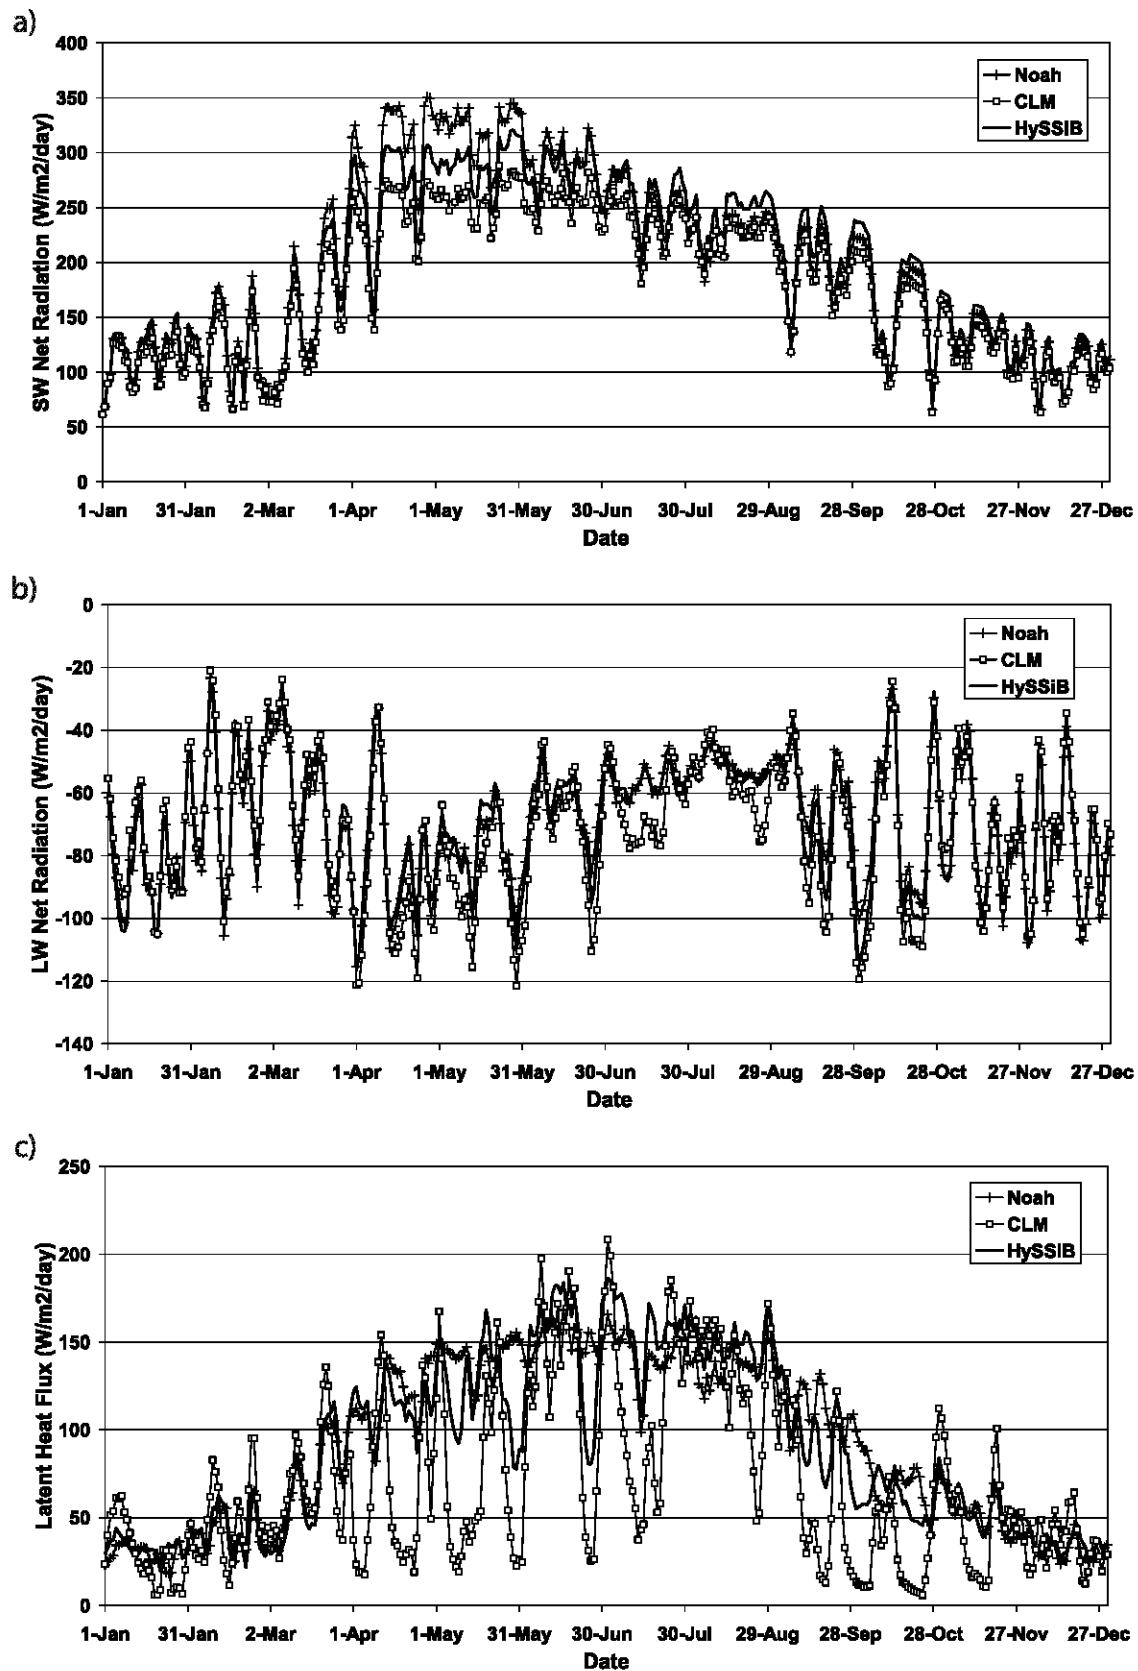 a)
400
350
300
250
200
150
100
50
0
SW Net Radiation (W/m2/day)
Noah
CLM
HySSIB
1-Jan 31-Jan 2-Mar 1-Apr 1-May 31-May 30-Jun 30-Jul 29-Aug 28-Sep 28-Oct 27-Nov 27-Dec
Date
b)
0
-20
-40
-60
-80
-100
-120
-140
LW Net Radiation (W/m2/day)
Noah
CLM
HySSiB
1-Jan 31-Jan 2-Mar 1-Apr 1-May 31-May 30-Jun 30-Jul 29-Aug 28-Sep 28-Oct 27-Nov 27-Dec
Date
c)
250
200
150
100
50
0
Latent Heat Flux (W/m2/day)
Noah
CLM
HySSIB
1-Jan 31-Jan 2-Mar 1-Apr 1-May 31-May 30-Jun 30-Jul 29-Aug 28-Sep 28-Oct 27-Nov 27-Dec
Date